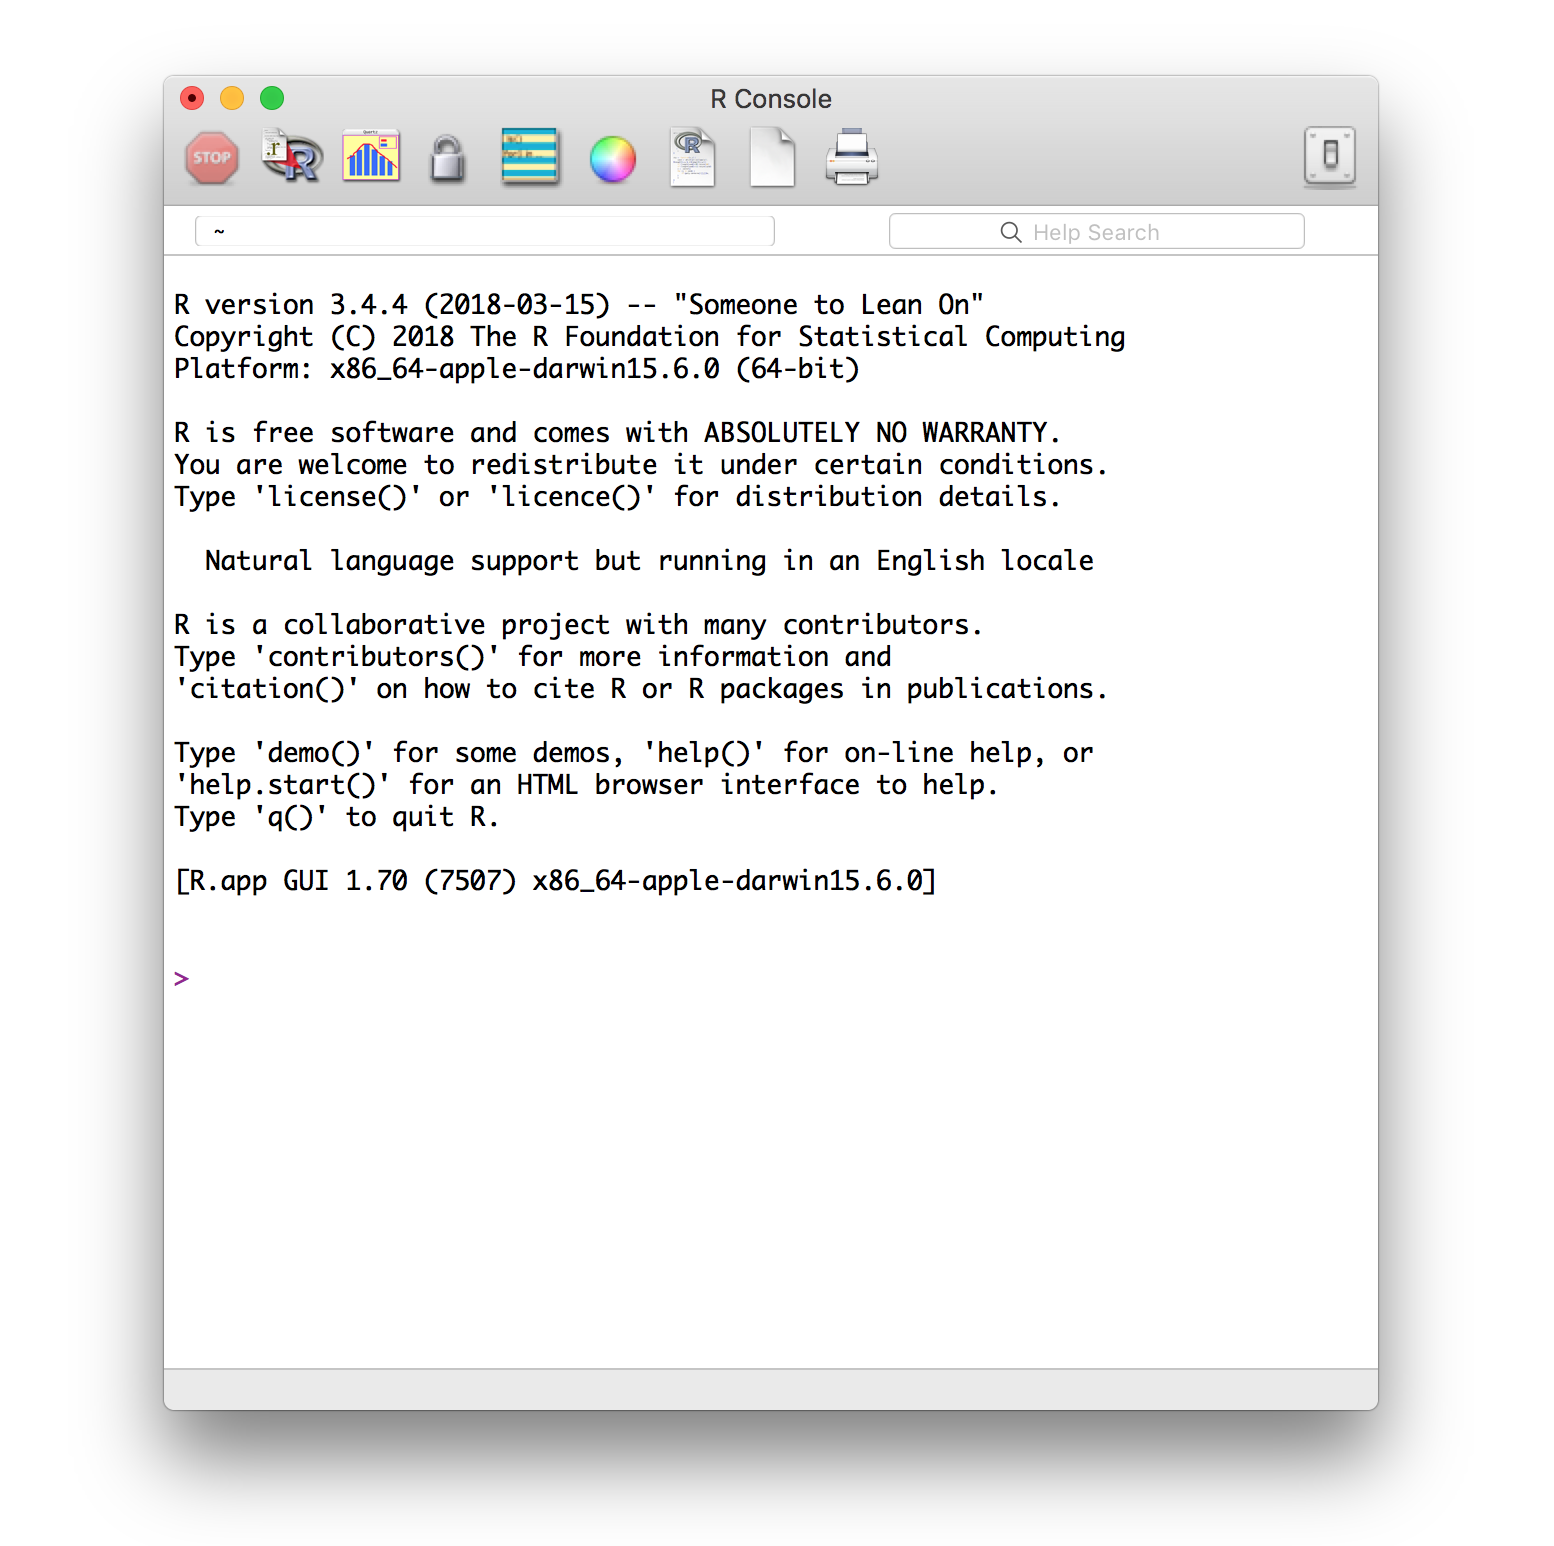 R Console
STOP
~
Help Search
R version 3.4.4 (2018-03-15) -- "Someone to Lean On"
Copyright (C) 2018 The R Foundation for Statistical Computing
Platform: x86_64-apple-darwin15.6.0 (64-bit)
R is free software and comes with ABSOLUTELY NO WARRANTY.
You are welcome to redistribute it under certain conditions.
Type 'license()' or 'licence()' for distribution details.
Natural language support but running in an English locale
R is a collaborative project with many contributors.
Type 'contributors()' for more information and
'citation()' on how to cite R or R packages in publications.
Type 'demo()' for some demos, 'help()' for on-line help, or
'help.start()' for an HTML browser interface to help.
Type 'q()' to quit R.
[R.app GUI 1.70 (7507) x86_64-apple-darwin15.6.0]
>